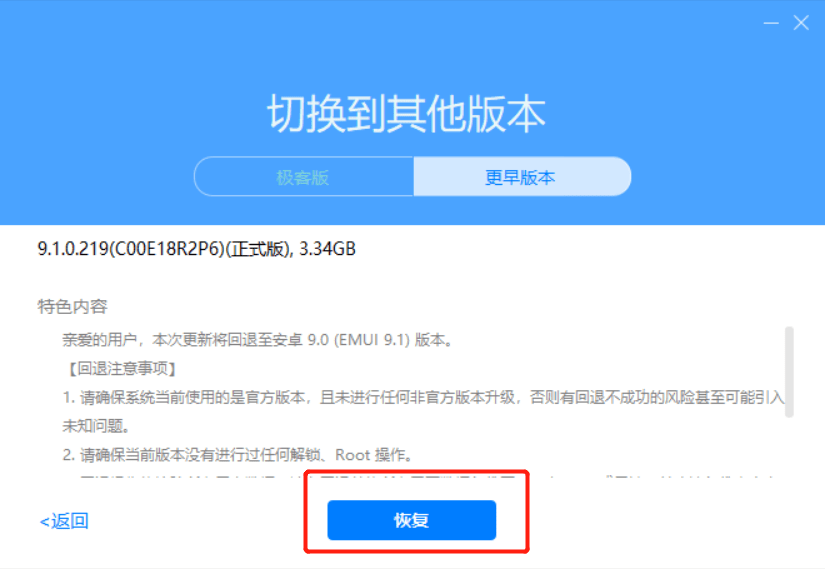 切换到其他版本
极客版
更早版本
9.1.0.219(C00E18R2P6)(正式版), 3.34GB
特色内容
亲爱的用户，本次更新将回退至安卓 9.0 (EMUI 9.1) 版本。
【回退注意事项】
1. 请确保系统当前使用的是官方版本，且未进行任何非官方版本升级，否则有回退不成功的风险甚至可能引入
未知问题。
2. 请确保当前版本没有进行过任何解锁、Root 操作。
<返回
恢复